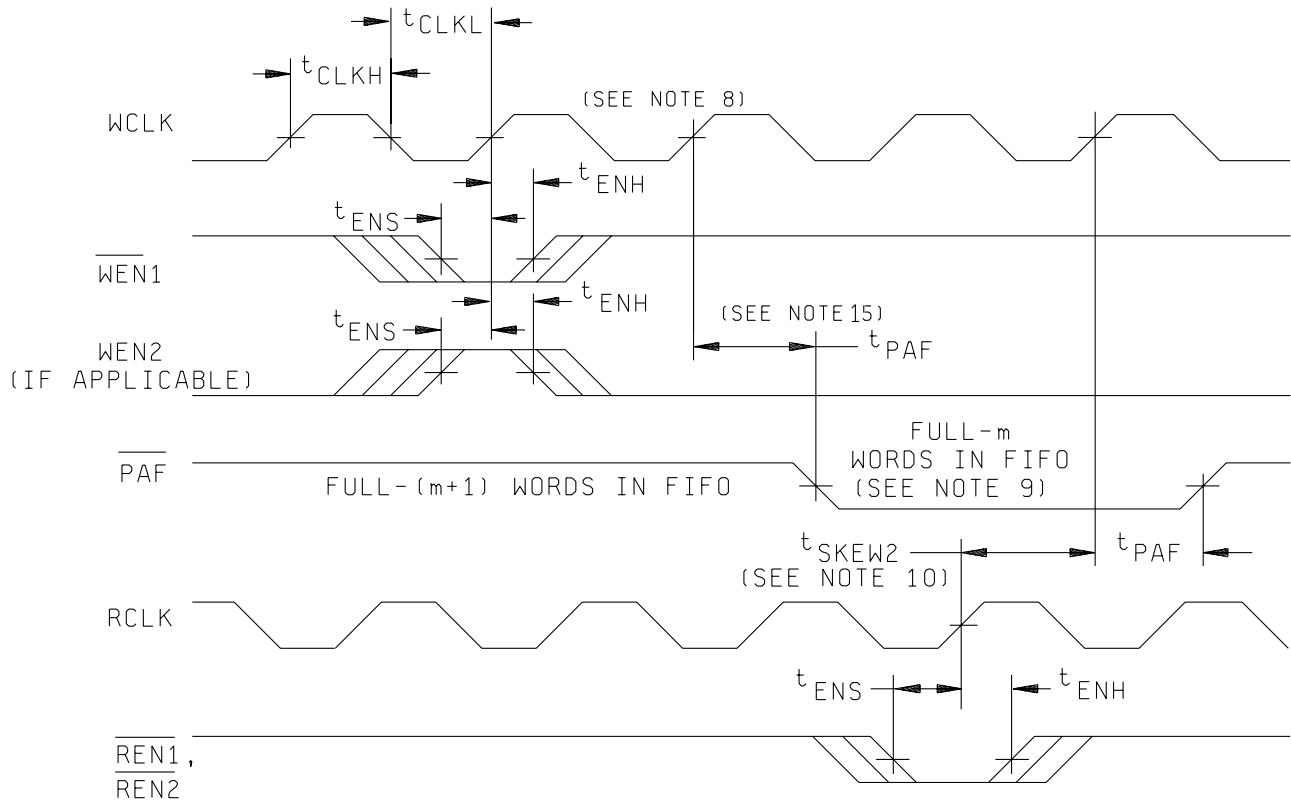 tCLKL
tCLKH
(SEE NOTE 8)
WCLK
tENH
tENS
WEN1
tENH
(SEE NOTE 15)
tENS
WEN2
tPAF
(IF APPLICABLE)
FULL-m
PAF
WORDS IN FIFO
FULL-(m+1) WORDS IN FIFO
(SEE NOTE 9)
tSKEW2
tPAF
(SEE NOTE 10)
RCLK
tENS
tENH
REN1,
REN2